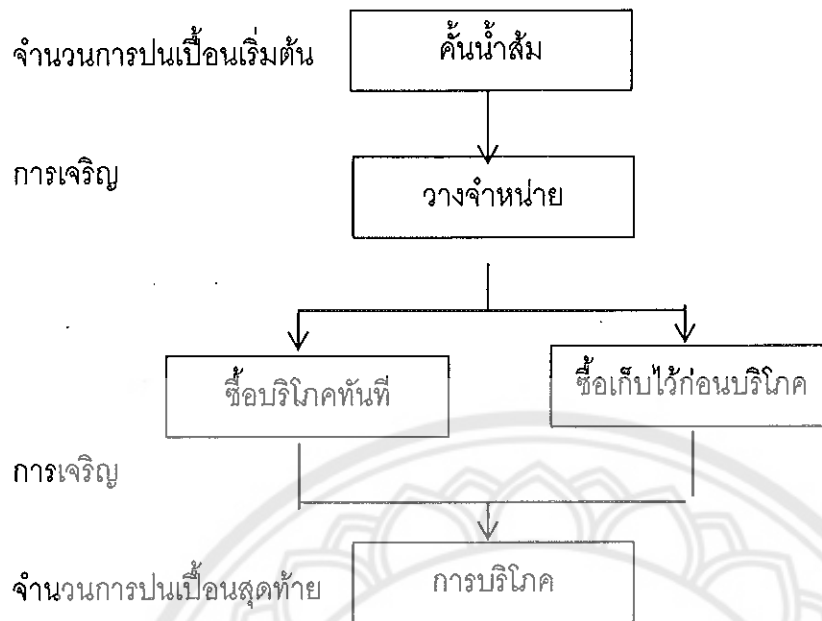 จำนวนการปนเปื้อนเริ่มต้น
คั้นน้ำส้ม
การเจริญ
วางจำหน่าย
ซื้อบริโภคทันที
ซื้อเก็บไว้ก่อนบริโภค
การเจริญ
จำนวนการปนเปื้อนสุดท้าย
การบริโภค